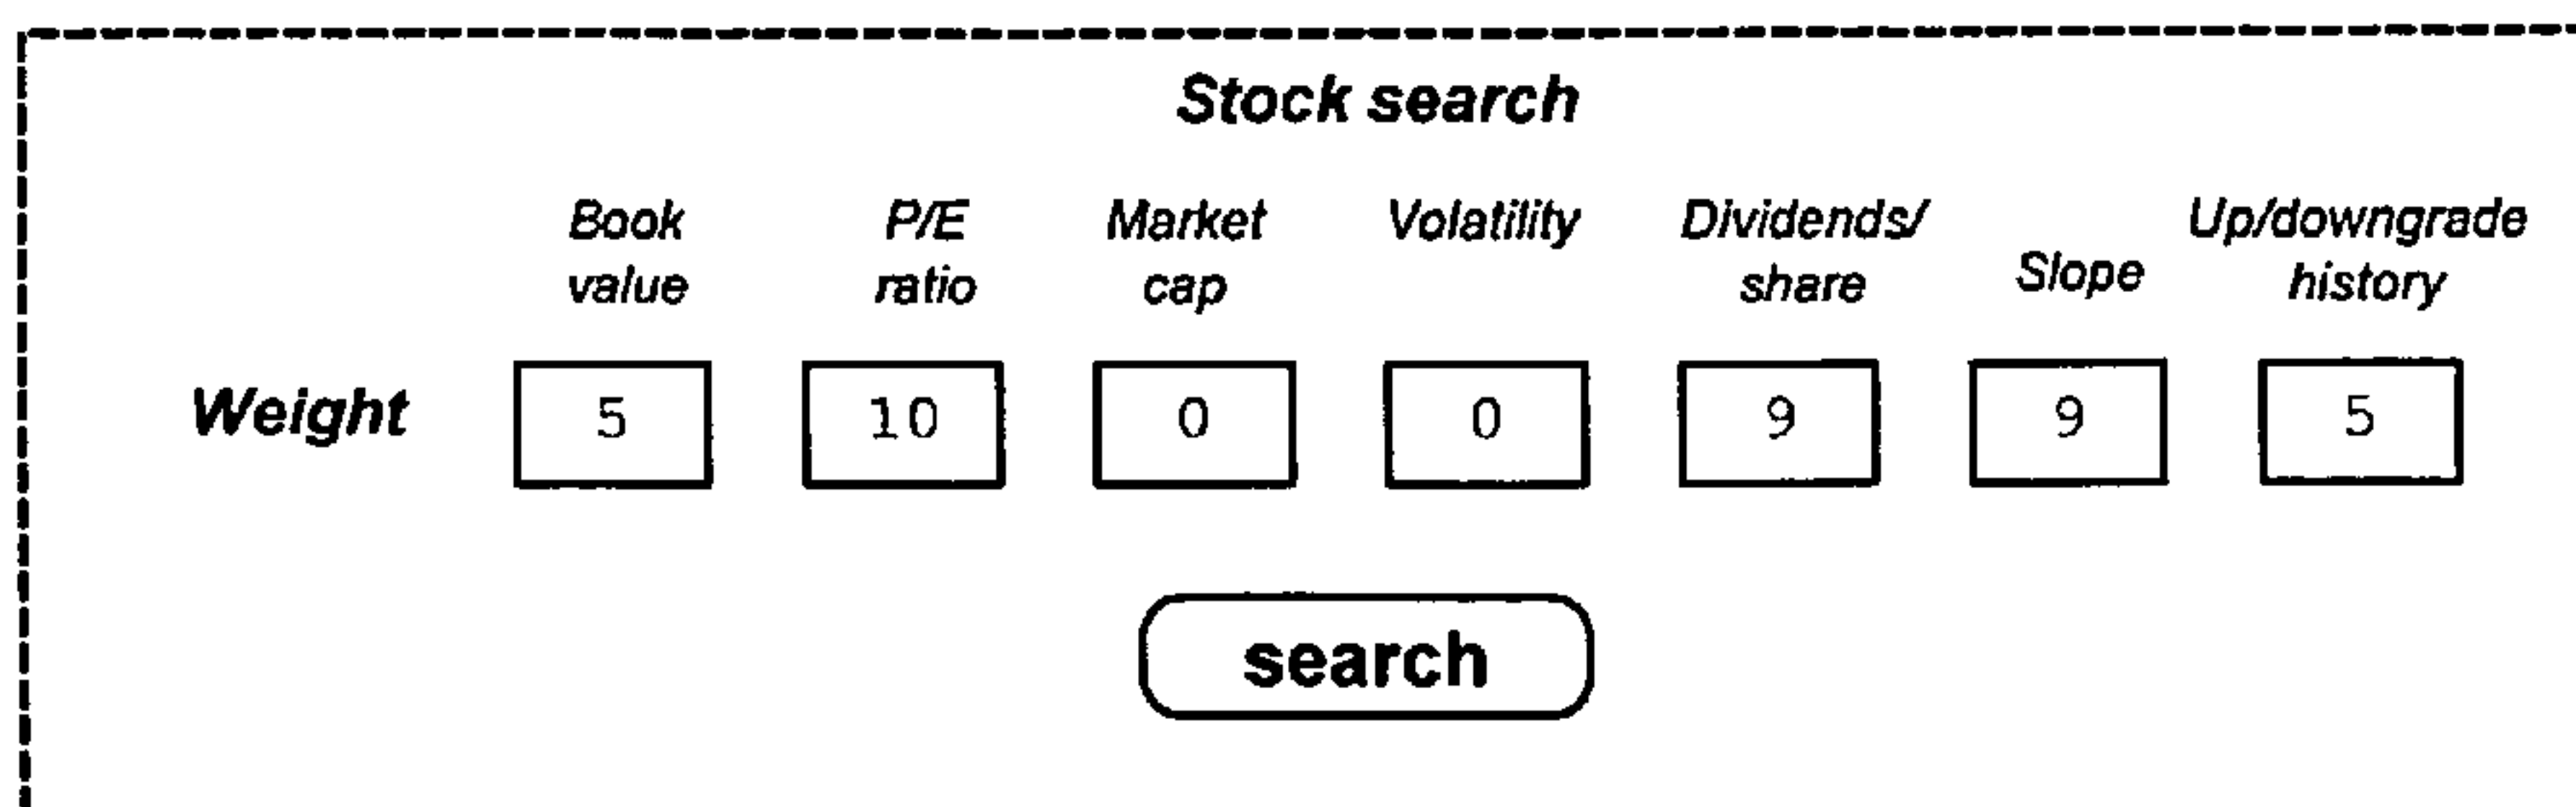 Stock search
Book value
P/E ratio
Market cap
Volatility
Dividends/ share
Slope
Up/downgrade history
Weight 5 10 0 0 9 9 5
search